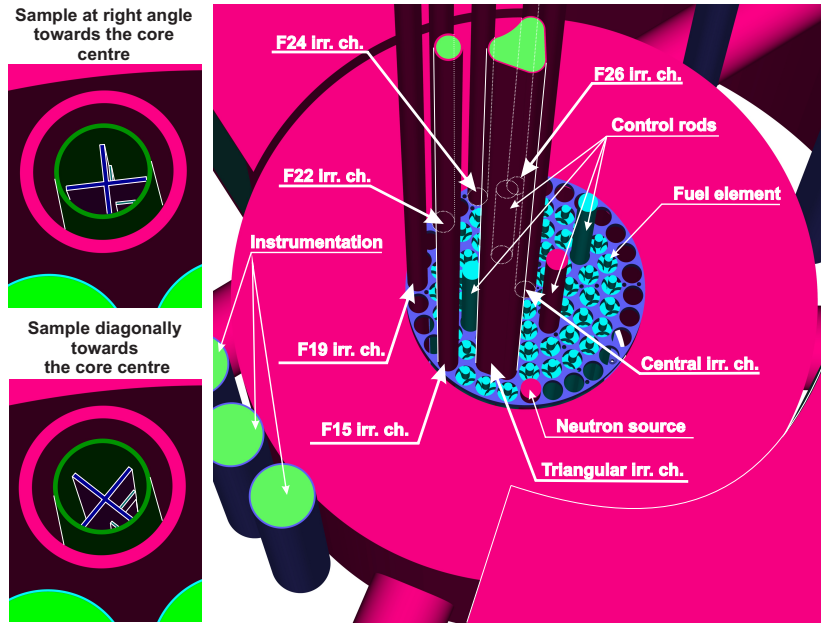 Sample at right angle
towards the core
centre
Sample diagonally
towards
the core centre
F24 irr. ch.
F26 irr. ch.
Control rods
F22 irr. ch.
Fuel element
Instrumentation
F19 irr. ch.
Central irr. ch.
F15 irr. ch.
Neutron source
Triangular irr. ch.